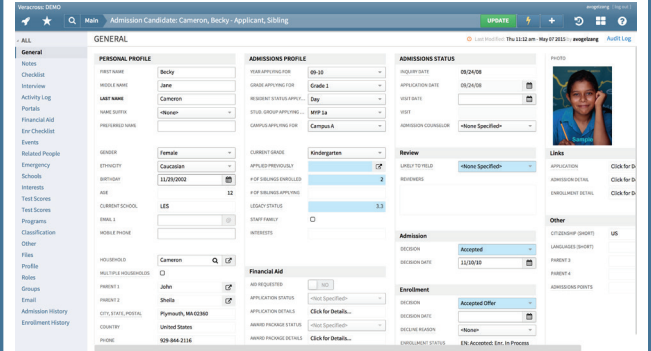 Veracross: DEMO
avogelzang (log out)
Main Admission Candidate: Cameron, Becky - Applicant, Sibling
UPDATE
< ALL
GENERAL
Last Modified: Thu 11:12 am - May 07 2015 by avogelzang Audit Log
General
Notes
Checklist
Interview
Activity Log
Portals
Financial Aid
Enr Checklist
Events
Related People
Emergency
Schools
Interests
Test Scores
Test Scores
Programs
Classification
Other
Files
Profile
Roles
Groups
Email
Admission History
Enrollment History
PERSONAL PROFILE
FIRST NAME Becky
MIDDLE NAME Jane
LAST NAME Cameron
NAME SUFFIX <None>
PREFERRED NAME
GENDER Female
ETHNICITY Caucasian
BIRTHDAY 11/29/2002
AGE 12
CURRENT SCHOOL LES
EMAIL 1
MOBILE PHONE
HOUSEHOLD Cameron
MULTIPLE HOUSEHOLDS
PARENT 1 John
PARENT 2 Sheila
CITY, STATE, POSTAL Plymouth, MA 02360
COUNTRY United States
PHONE 929-844-2116
ADMISSIONS PROFILE
YEAR APPLYING FOR 09-10
GRADE APPLYING FOR Grade 1
RESIDENT STATUS APPLY... Day
STUD. GROUP APPLYING ... MYP 1a
CAMPUS APPLYING FOR Campus A
CURRENT GRADE Kindergarten
APPLIED PREVIOUSLY
# OF SIBLINGS ENROLLED 2
# OF SIBLINGS APPLYING
LEGACY STATUS 3.3
STAFF FAMILY
INTERESTS
Financial Aid
AID REQUESTED NO
APPLICATION STATUS <Not Specified>
APPLICATION DETAILS Click for Details...
AWARD PACKAGE STATUS <Not Specified>
AWARD PACKAGE DETAILS Click for Details...
ADMISSIONS STATUS
INQUIRY DATE 09/24/08
APPLICATION DATE 09/24/08
VISIT DATE
VISIT
ADMISSION COUNSELOR <None Specified>
Review
LIKELY TO YIELD <None Specified>
REVIEWERS
Admission
DECISION Accepted
DECISION DATE 11/10/10
Enrollment
DECISION Accepted Offer
DECISION DATE
DECLINE REASON <None>
ENROLLMENT STATUS EN: Accepted: Enr. In Process
PHOTO
Sample
Links
APPLICATION Click for D
ADMISSION DETAIL Click for D
ENROLLMENT DETAIL Click for D
Other
CITIZENSHIP (SHORT) US
LANGUAGES (SHORT)
PARENT 3
PARENT 4
ADMISSIONS POINTS